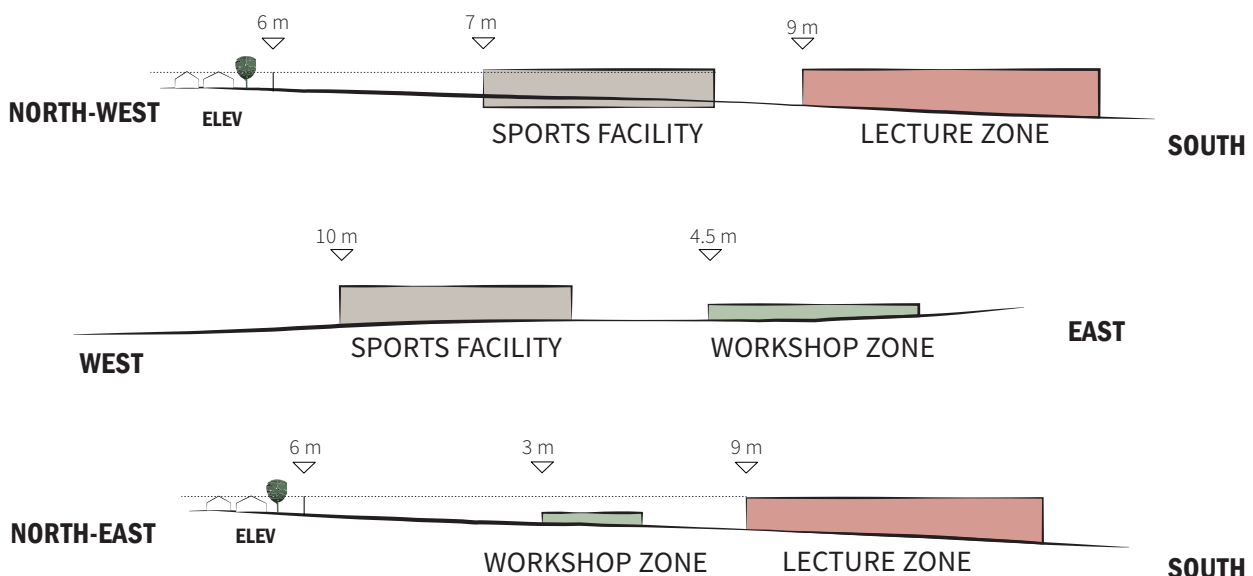 6 m
7 m
9 m
NORTH-WEST
ELEV
SPORTS FACILITY
LECTURE ZONE
SOUTH
10 m
4.5 m
SPORTS FACILITY
WORKSHOP ZONE
WEST
EAST
6 m
3 m
9 m
NORTH-EAST
ELEV
WORKSHOP ZONE
LECTURE ZONE
SOUTH